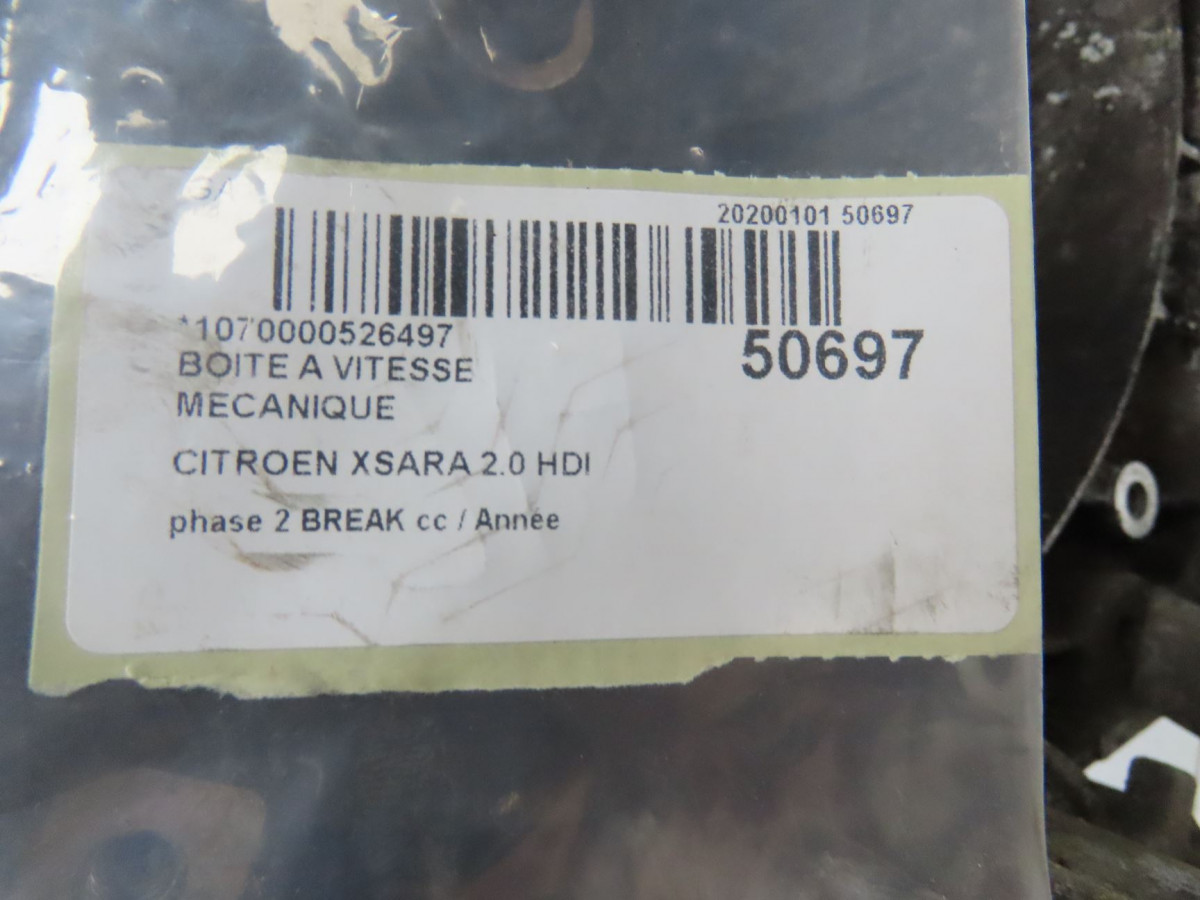 20200101 50697
*1070000526497
50697
BOITE A VITESSE
MECANIQUE
CITROEN XSARA 2.0 HDI
phase 2 BREAK cc / Année